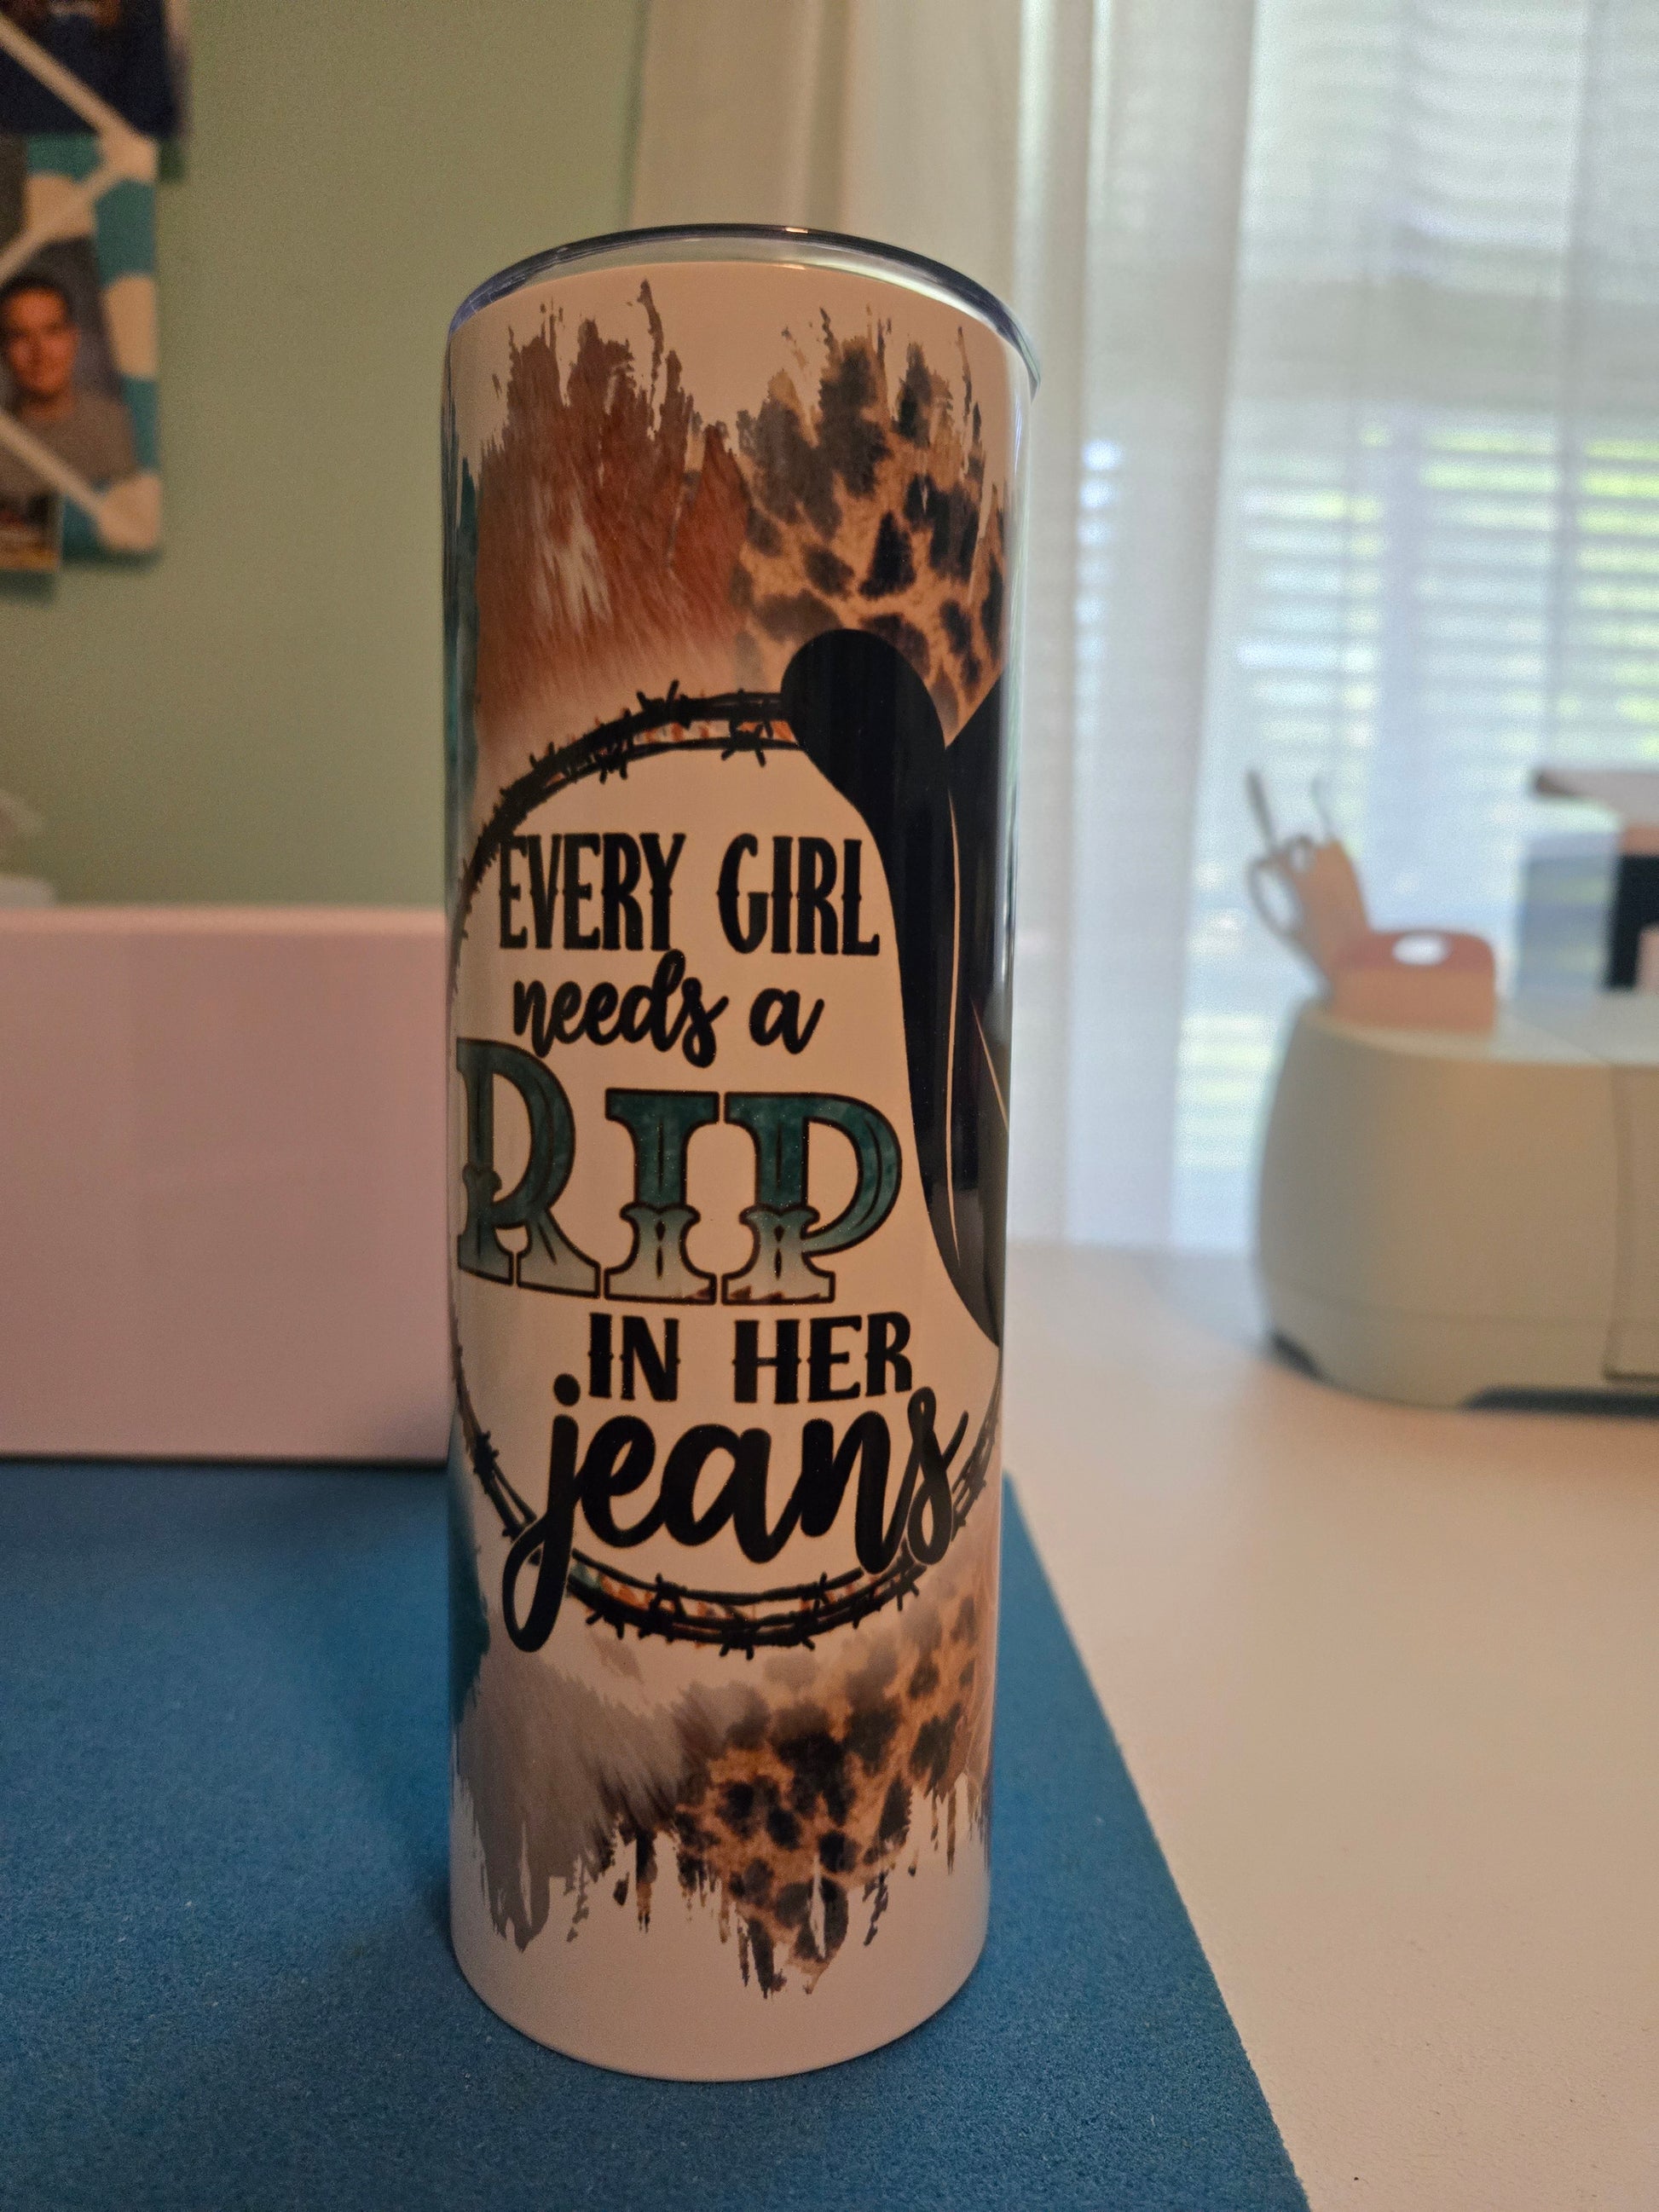 EVERY GIRL
needs a
RIP
IN HER
jeans